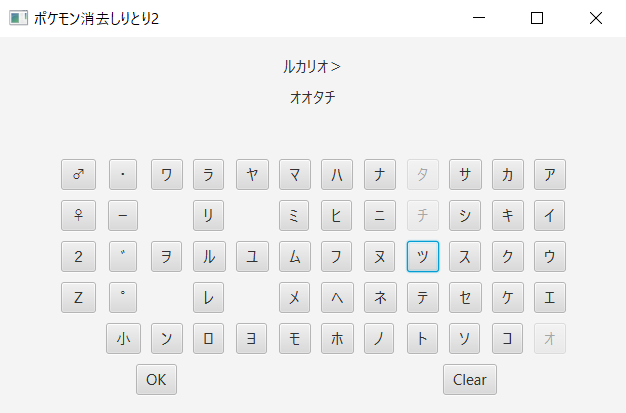 ポケモン消去しりとり2
ルカリオ＞
オオタチ
♂ ・ ワ ラ ヤ マ ハ ナ タ サ カ ア
♀ ー リ ミ ヒ ニ チ シ キ イ
2 ゛ ヲ ル ユ ム フ ヌ ツ ス ク ウ
Z ゜ レ メ ヘ ネ テ セ ケ エ
小 ン ロ ヨ モ ホ ノ ト ソ コ オ
OK Clear